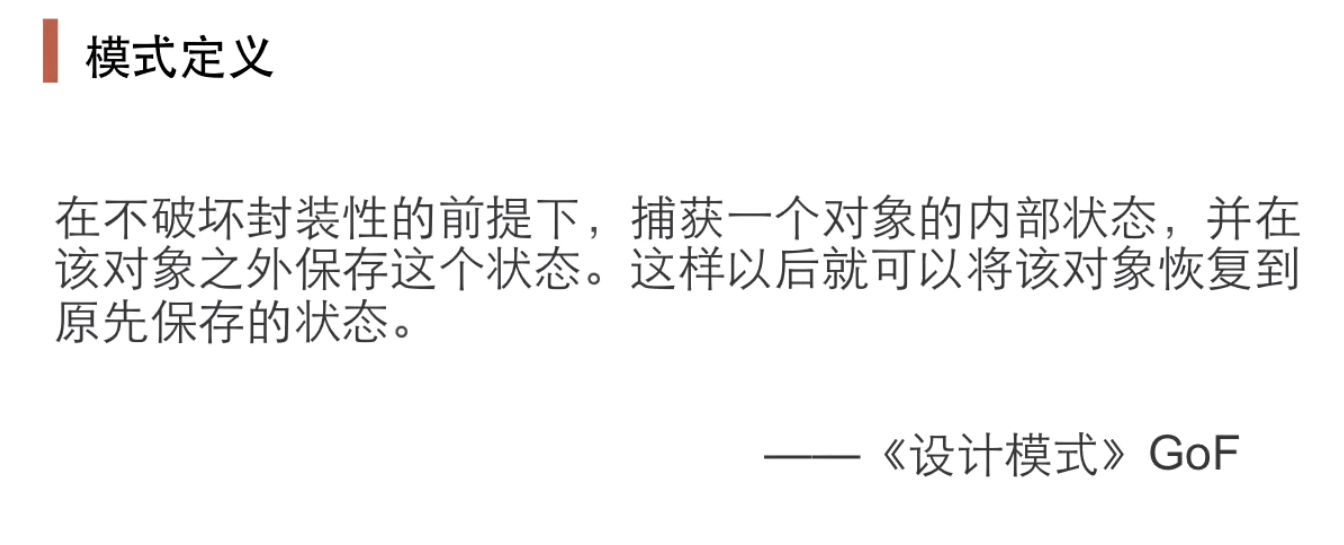 模式定义
在不破坏封装性的前提下，捕获一个对象的内部状态，并在
该对象之外保存这个状态。这样以后就可以将该对象恢复到
原先保存的状态。
——《设计模式》GoF